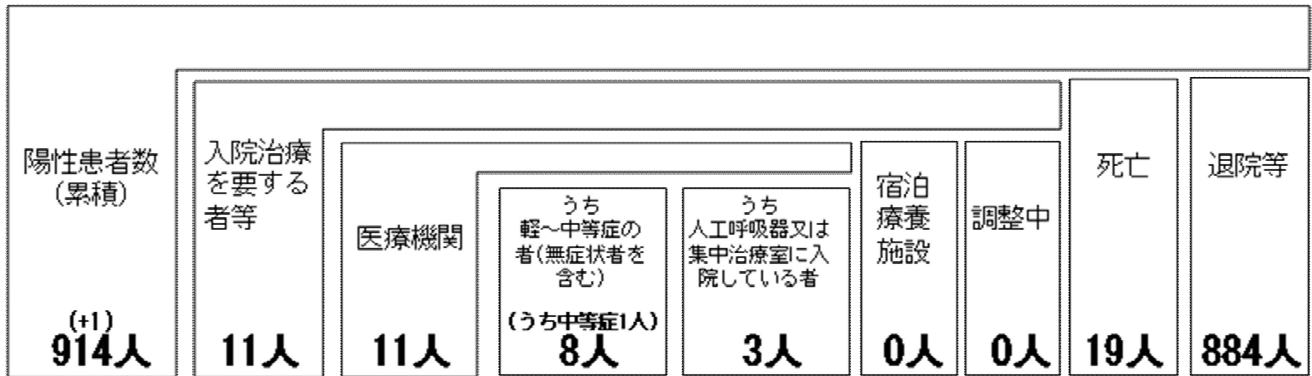 陽性患者数
(累積)
(+1)
914人
入院治療
を要する
者等
11人
医療機関
11人
うち
軽～中等症の
者(無症状者を
含む)
(うち中等症1人)
8人
うち
人工呼吸器又は
集中治療室に入
院している者
3人
宿泊
療養
施設
0人
調整中
0人
死亡
19人
退院等
884人